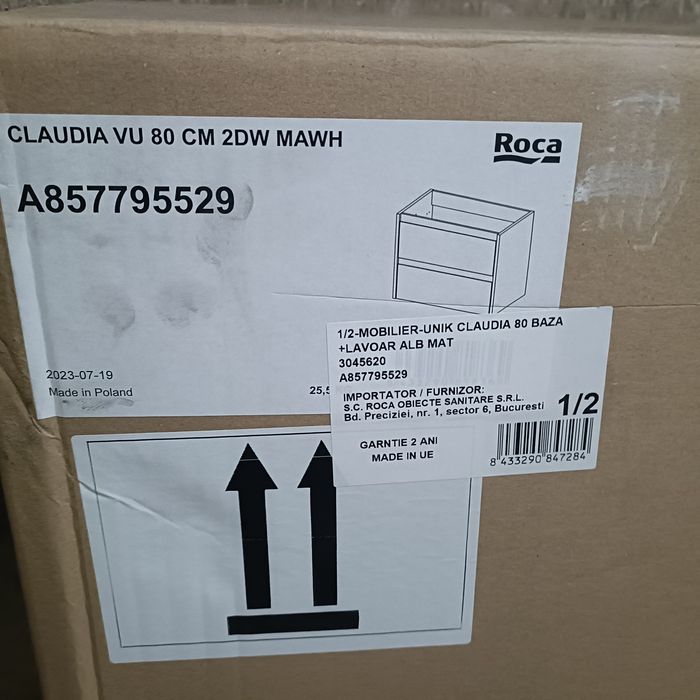 CLAUDIA VU 80 CM 2DW MAWH
Roca
A857795529
2023-07-19
Made in Poland
25,5
1/2-MOBILIER-UNIK CLAUDIA 80 BAZA
+LAVOAR ALB MAT
3045620
A857795529
IMPORTATOR / FURNIZOR:
S.C. ROCA OBIECTE SANITARE S.R.L.
Bd. Preciziei, nr. 1, sector 6, Bucuresti
1/2
GARNTIE 2 ANI
MADE IN UE
8 433290 847284